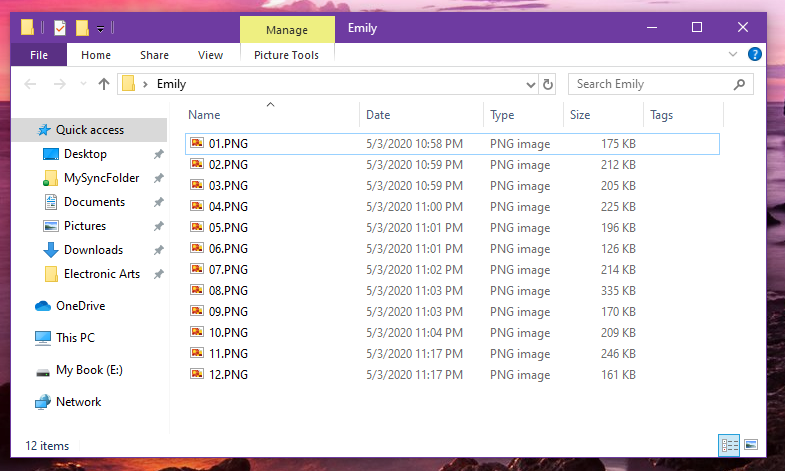 Manage
Emily
File
Home
Share
View
Picture Tools
?
Emily
Search Emily
Name
Date
Type
Size
Tags
Quick access
Desktop
MySyncFolder
Documents
Pictures
Downloads
Electronic Arts
OneDrive
This PC
My Book (E:)
Network
01.PNG 5/3/2020 10:58 PM PNG image 175 KB
02.PNG 5/3/2020 10:59 PM PNG image 212 KB
03.PNG 5/3/2020 10:59 PM PNG image 205 KB
04.PNG 5/3/2020 11:00 PM PNG image 225 KB
05.PNG 5/3/2020 11:01 PM PNG image 196 KB
06.PNG 5/3/2020 11:01 PM PNG image 126 KB
07.PNG 5/3/2020 11:02 PM PNG image 214 KB
08.PNG 5/3/2020 11:03 PM PNG image 335 KB
09.PNG 5/3/2020 11:03 PM PNG image 170 KB
10.PNG 5/3/2020 11:04 PM PNG image 209 KB
11.PNG 5/3/2020 11:17 PM PNG image 246 KB
12.PNG 5/3/2020 11:17 PM PNG image 161 KB
12 items